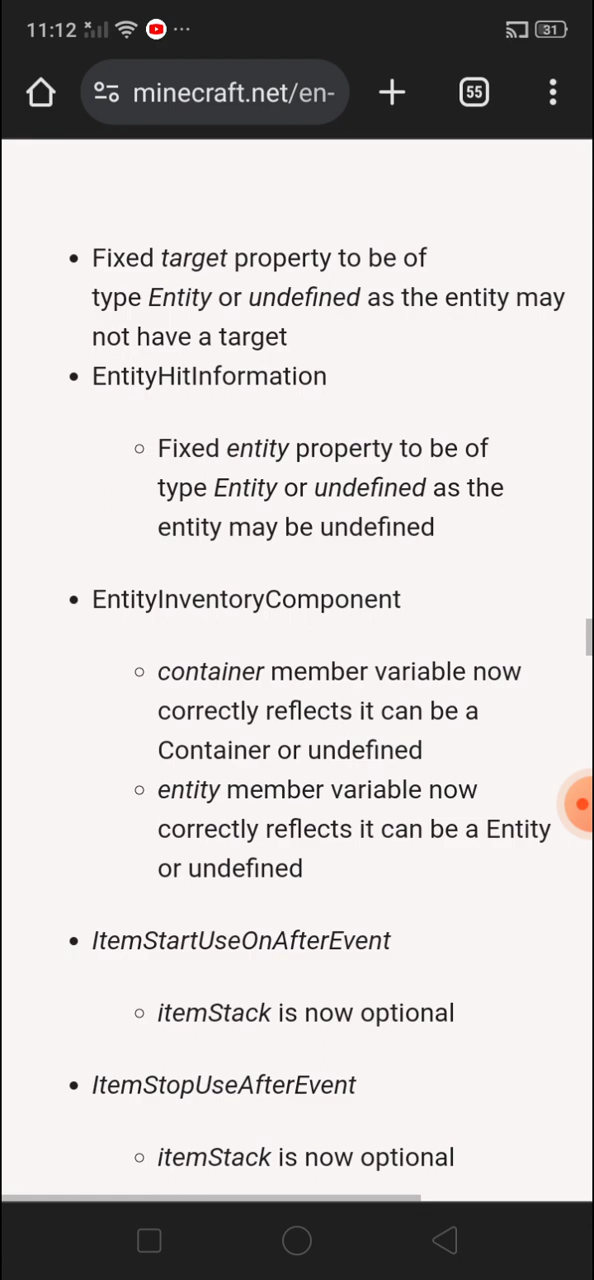 11:12
31
minecraft.net/en-
55
• Fixed target property to be of
type Entity or undefined as the entity may
not have a target
• EntityHitInformation
○ Fixed entity property to be of
type Entity or undefined as the
entity may be undefined
• EntityInventoryComponent
○ container member variable now
correctly reflects it can be a
Container or undefined
○ entity member variable now
correctly reflects it can be a Entity
or undefined
• ItemStartUseOnAfterEvent
○ itemStack is now optional
• ItemStopUseAfterEvent
○ itemStack is now optional